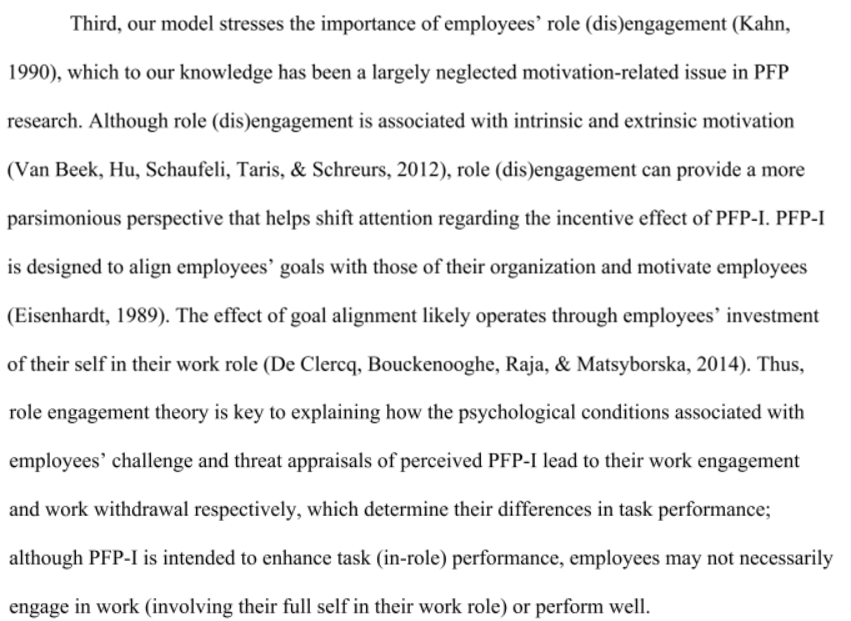 Third, our model stresses the importance of employees’ role (dis)engagement (Kahn,
1990), which to our knowledge has been a largely neglected motivation-related issue in PFP
research. Although role (dis)engagement is associated with intrinsic and extrinsic motivation
(Van Beek, Hu, Schaufeli, Taris, & Schreurs, 2012), role (dis)engagement can provide a more
parsimonious perspective that helps shift attention regarding the incentive effect of PFP-I. PFP-I
is designed to align employees’ goals with those of their organization and motivate employees
(Eisenhardt, 1989). The effect of goal alignment likely operates through employees’ investment
of their self in their work role (De Clercq, Bouckenooghe, Raja, & Matsyborska, 2014). Thus,
role engagement theory is key to explaining how the psychological conditions associated with
employees’ challenge and threat appraisals of perceived PFP-I lead to their work engagement
and work withdrawal respectively, which determine their differences in task performance;
although PFP-I is intended to enhance task (in-role) performance, employees may not necessarily
engage in work (involving their full self in their work role) or perform well.